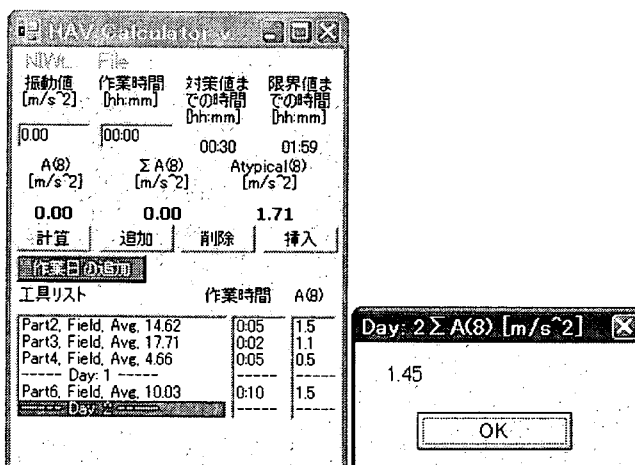 HAV Calculator v...
NIWL File
振動値 作業時間 対策値ま 限界値ま
[m/s^2] [hh:mm] での時間 での時間
[hh:mm] [hh:mm]
0.00 00:00 00:30 01:59
A(8) ΣA(8) Atypical(8)
[m/s^2] [m/s^2] [m/s^2]
0.00 0.00 1.71
計算 追加 削除 挿入
作業日の追加
工具リスト 作業時間 A(8)
Part2, Field, Avg, 14.62 0:05 1.5
Part3, Field, Avg, 17.71 0:02 1.1
Part4, Field, Avg, 4.66 0:05 0.5
------ Day: 1 ------ ------ ------
Part6, Field, Avg, 10.03 0:10 1.5
------ Day: 2 ------ ------ ------
Day: 2ΣA(8) [m/s^2]
1.45
OK